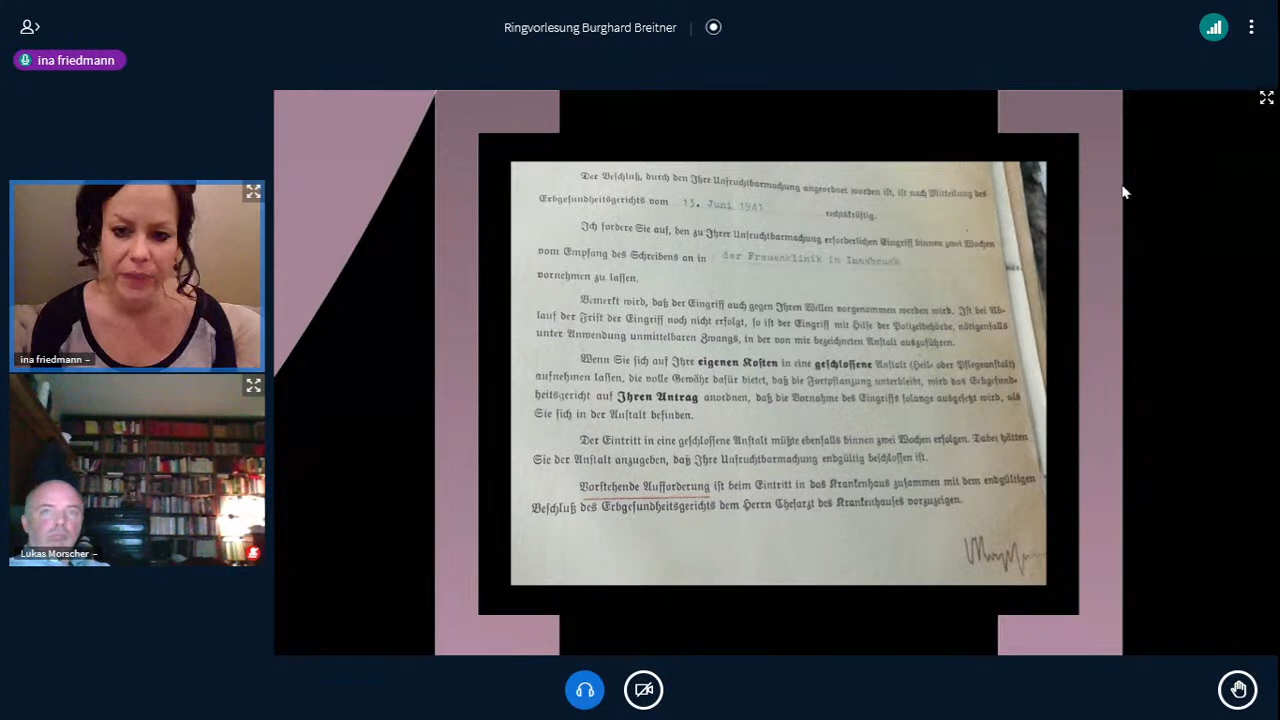 Ringvorlesung Burghard Breitner
ina friedmann
Der Beschluß, durch den Ihre Unfruchtbarmachung angeordnet worden ist, ist nach Mitteilung des
Erbgesundheitsgerichts vom 13. Juni 1941 rechtskräftig.
Ich fordere Sie auf, den zu Ihrer Unfruchtbarmachung erforderlichen Eingriff binnen zwei Wochen
vom Empfang des Schreibens an in der Frauenklinik in Innsbruck
vornehmen zu lassen.
Bemerkt wird, daß der Eingriff auch gegen Ihren Willen vorgenommen werden wird. Ist bei Ab-
lauf der Frist der Eingriff noch nicht erfolgt, so ist der Eingriff mit Hilfe der Polizeibehörde, nötigenfalls
unter Anwendung unmittelbaren Zwangs, in der von mir bezeichneten Anstalt auszuführen.
Wenn Sie sich auf Ihre eigenen Kosten in eine geschlossene Anstalt (Heil- oder Pflegeanstalt)
aufnehmen lassen, die volle Gewähr dafür bietet, daß die Fortpflanzung unterbleibt, wird das Erbgesund-
heitsgericht auf Ihren Antrag anordnen, daß die Vornahme des Eingriffs solange ausgesetzt wird, als
Sie sich in der Anstalt befinden.
Der Eintritt in eine geschlossene Anstalt müßte ebenfalls binnen zwei Wochen erfolgen. Dabei hätten
Sie der Anstalt anzugeben, daß Ihre Unfruchtbarmachung endgültig beschlossen ist.
Vorstehende Aufforderung ist beim Eintritt in das Krankenhaus zusammen mit dem endgültigen
Beschluß des Erbgesundheitsgerichts dem Herrn Chefarzt des Krankenhauses vorzuzeigen.
ina friedmann
Lukas Morscher